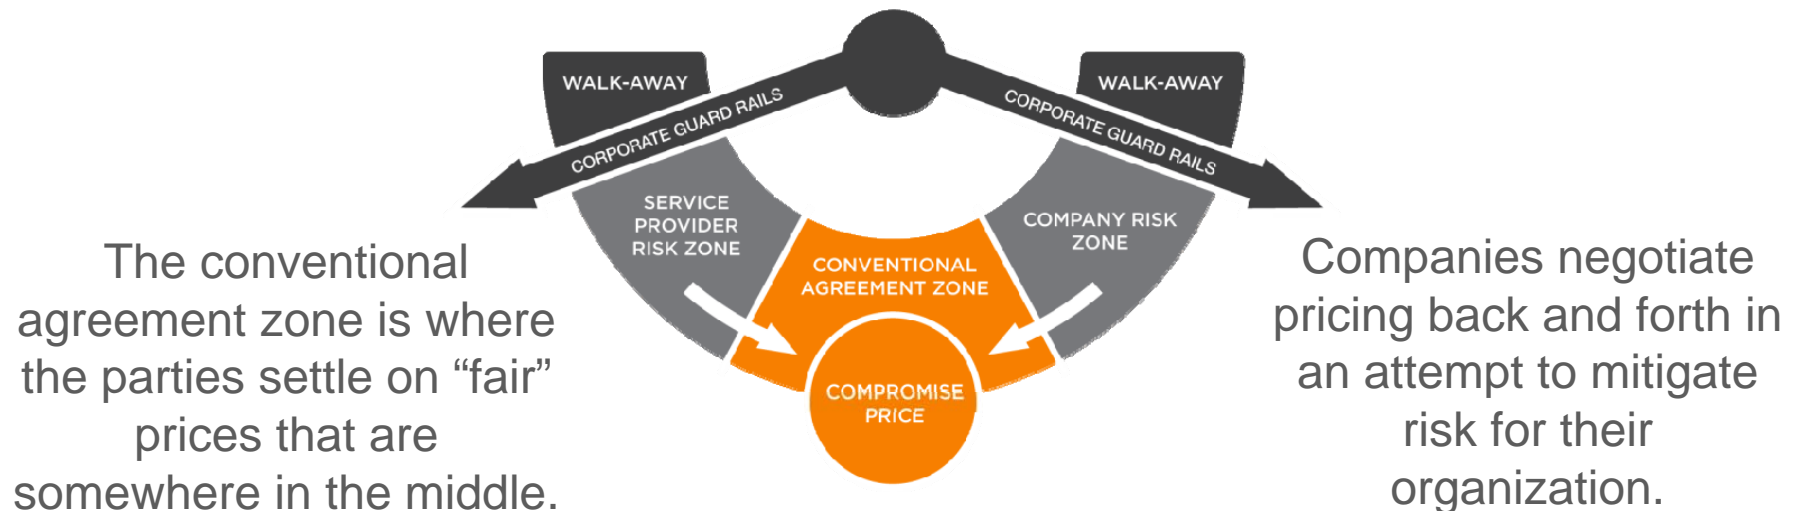 WALK-AWAY
WALK-AWAY
CORPORATE GUARD RAILS
CORPORATE GUARD RAILS
SERVICE
PROVIDER
RISK ZONE
COMPANY RISK
ZONE
CONVENTIONAL
AGREEMENT ZONE
COMPROMISE
PRICE
The conventional
agreement zone is where
the parties settle on “fair”
prices that are
somewhere in the middle.
Companies negotiate
pricing back and forth in
an attempt to mitigate
risk for their
organization.